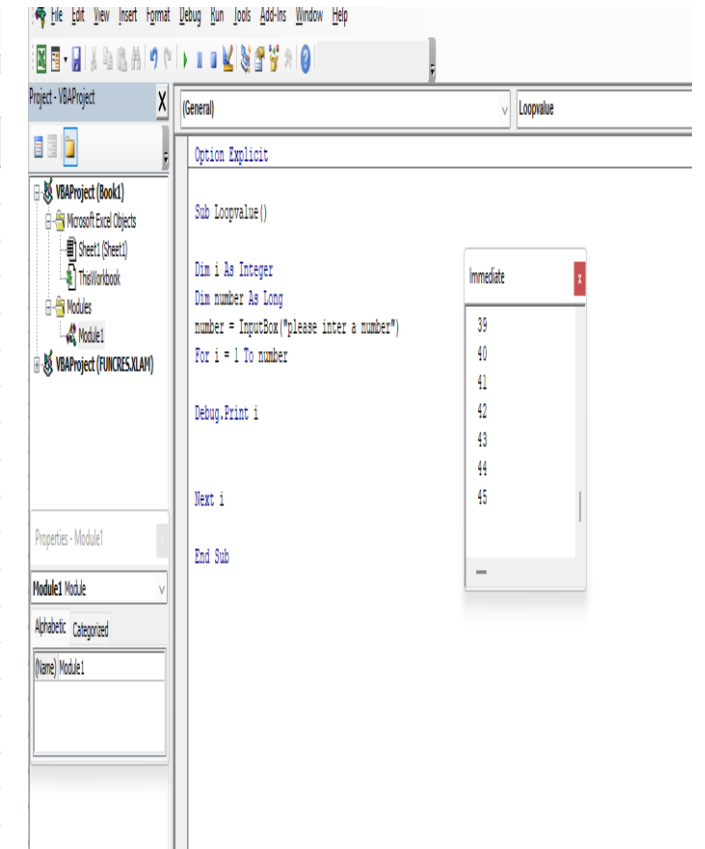 File Edit View Insert Format Debug Run Tools Add-Ins Window Help
Project - VBAProject
X
(General)
Loopvalue
VBAProject (Book1)
Microsoft Excel Objects
Sheet1 (Sheet1)
ThisWorkbook
Modules
Module1
VBAProject (FUNCRES.XLAM)
Option Explicit
Sub Loopvalue()
Dim i As Integer
Dim number As Long
number = InputBox("please inter a number")
For i = 1 To number
Debug.Print i
Next i
End Sub
Immediate
x
39
40
41
42
43
44
45
Properties - Module1
Module1 Module
Alphabetic Categorized
(Name) Module1